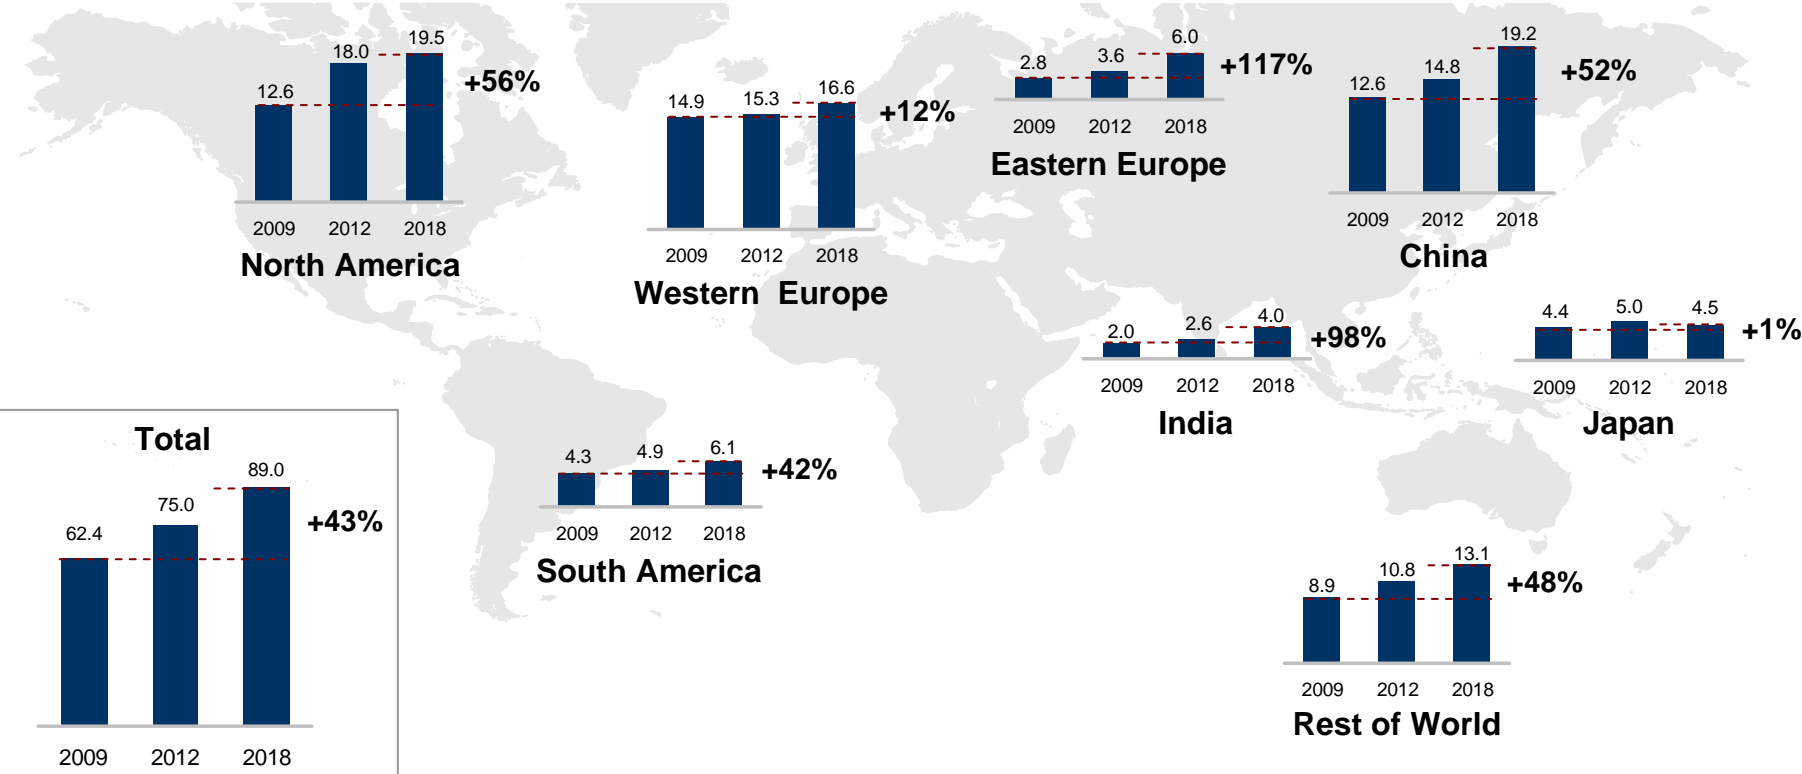 12.6 18.0 19.5
+56%
2009 2012 2018
North America
14.9 15.3 16.6
+12%
2009 2012 2018
Western Europe
2.8 3.6 6.0
+117%
2009 2012 2018
Eastern Europe
12.6 14.8 19.2
+52%
2009 2012 2018
China
2.0 2.6 4.0
+98%
2009 2012 2018
India
4.4 5.0 4.5
+1%
2009 2012 2018
Japan
Total
62.4 75.0 89.0
+43%
2009 2012 2018
4.3 4.9 6.1
+42%
2009 2012 2018
South America
8.9 10.8 13.1
+48%
2009 2012 2018
Rest of World